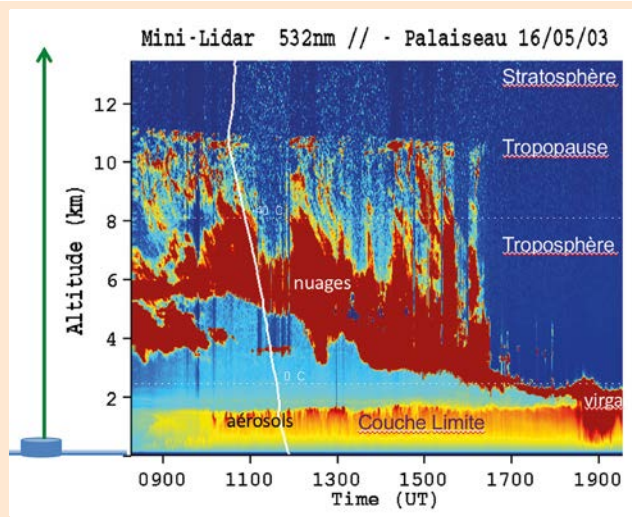 Mini-Lidar 532nm // - Palaiseau 16/05/03
Stratosphère
12
Tropopause
10
8
Troposphère
nuages
6
4
0 C
2
virga
aérosols
Couche Limite
Altitude (km)
0900 1100 1300 1500 1700 1900
Time (UT)